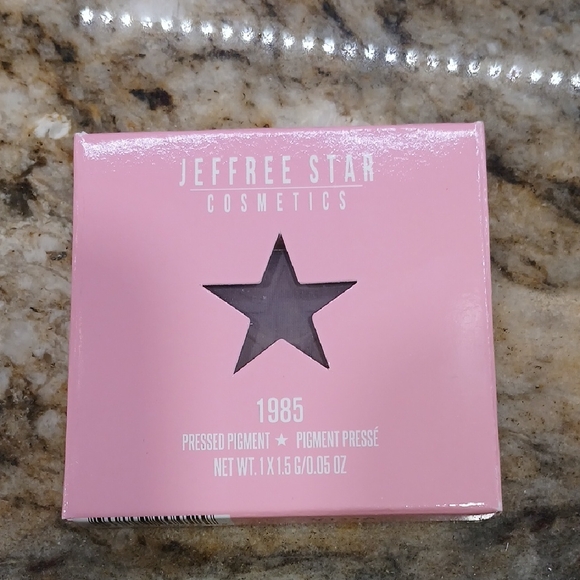 JEFFREE STAR
COSMETICS
1985
PRESSED PIGMENT ★ PIGMENT PRESSÉ
NET WT. 1 X 1.5 G/0.05 OZ